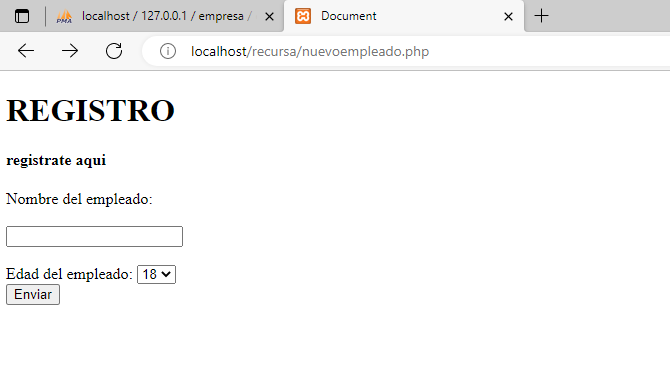 PMA
localhost / 127.0.0.1 / empresa /
Document
localhost/recursa/nuevoempleado.php
REGISTRO
registrate aqui
Nombre del empleado:
Edad del empleado: 18
Enviar